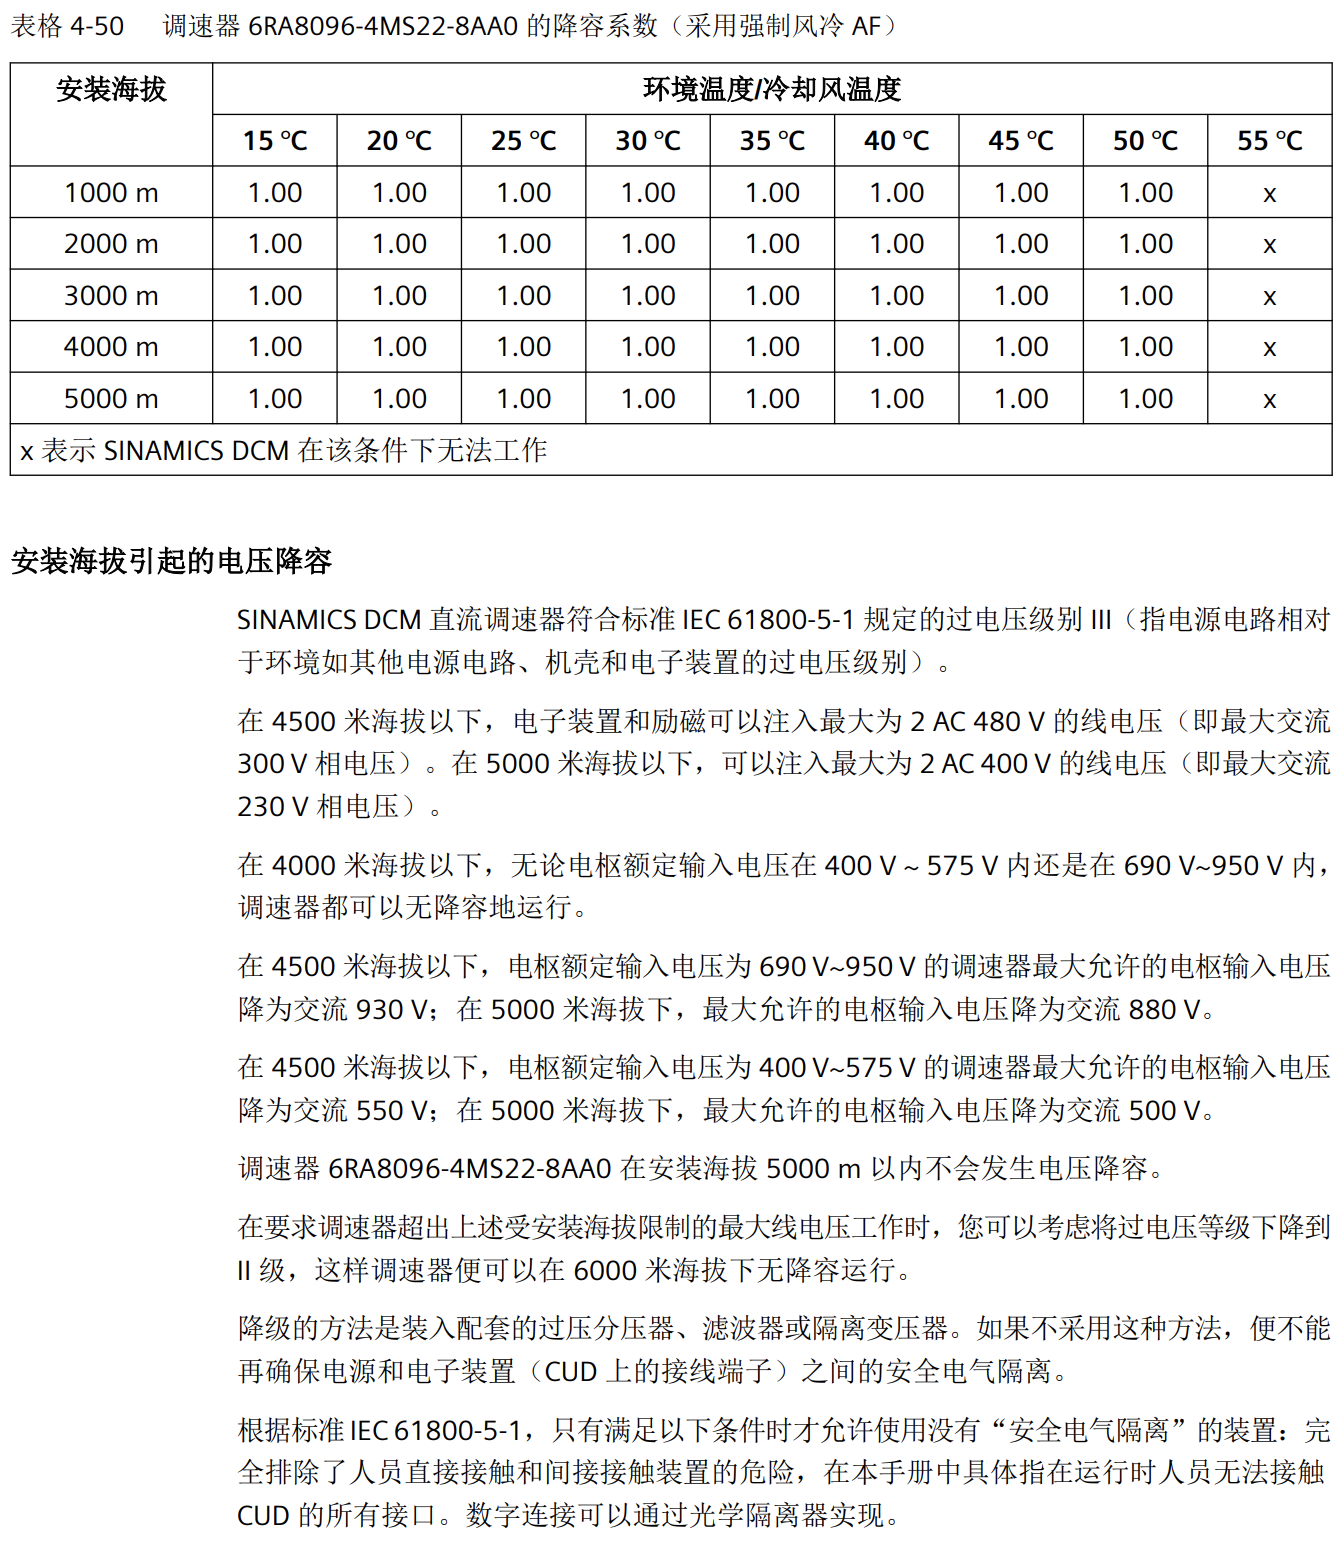 表格 4-50 调速器 6RA8096-4MS22-8AA0 的降容系数（采用强制风冷 AF）
安装海拔 环境温度/冷却风温度
15 ℃ 20 ℃ 25 ℃ 30 ℃ 35 ℃ 40 ℃ 45 ℃ 50 ℃ 55 ℃
1000 m 1.00 1.00 1.00 1.00 1.00 1.00 1.00 1.00 x
2000 m 1.00 1.00 1.00 1.00 1.00 1.00 1.00 1.00 x
3000 m 1.00 1.00 1.00 1.00 1.00 1.00 1.00 1.00 x
4000 m 1.00 1.00 1.00 1.00 1.00 1.00 1.00 1.00 x
5000 m 1.00 1.00 1.00 1.00 1.00 1.00 1.00 1.00 x
x 表示 SINAMICS DCM 在该条件下无法工作
安装海拔引起的电压降容
SINAMICS DCM 直流调速器符合标准 IEC 61800-5-1 规定的过电压级别 III（指电源电路相对
于环境如其他电源电路、机壳和电子装置的过电压级别）。
在 4500 米海拔以下，电子装置和励磁可以注入最大为 2 AC 480 V 的线电压（即最大交流
300 V 相电压）。在 5000 米海拔以下，可以注入最大为 2 AC 400 V 的线电压（即最大交流
230 V 相电压）。
在 4000 米海拔以下，无论电枢额定输入电压在 400 V ~ 575 V 内还是在 690 V~950 V 内，
调速器都可以无降容地运行。
在 4500 米海拔以下，电枢额定输入电压为 690 V~950 V 的调速器最大允许的电枢输入电压
降为交流 930 V；在 5000 米海拔下，最大允许的电枢输入电压降为交流 880 V。
在 4500 米海拔以下，电枢额定输入电压为 400 V~575 V 的调速器最大允许的电枢输入电压
降为交流 550 V；在 5000 米海拔下，最大允许的电枢输入电压降为交流 500 V。
调速器 6RA8096-4MS22-8AA0 在安装海拔 5000 m 以内不会发生电压降容。
在要求调速器超出上述受安装海拔限制的最大线电压工作时，您可以考虑将过电压等级下降到
II 级，这样调速器便可以在 6000 米海拔下无降容运行。
降级的方法是装入配套的过压分压器、滤波器或隔离变压器。如果不采用这种方法，便不能
再确保电源和电子装置（CUD 上的接线端子）之间的安全电气隔离。
根据标准 IEC 61800-5-1，只有满足以下条件时才允许使用没有“安全电气隔离”的装置：完
全排除了人员直接接触和间接接触装置的危险，在本手册中具体指在运行时人员无法接触
CUD 的所有接口。数字连接可以通过光学隔离器实现。